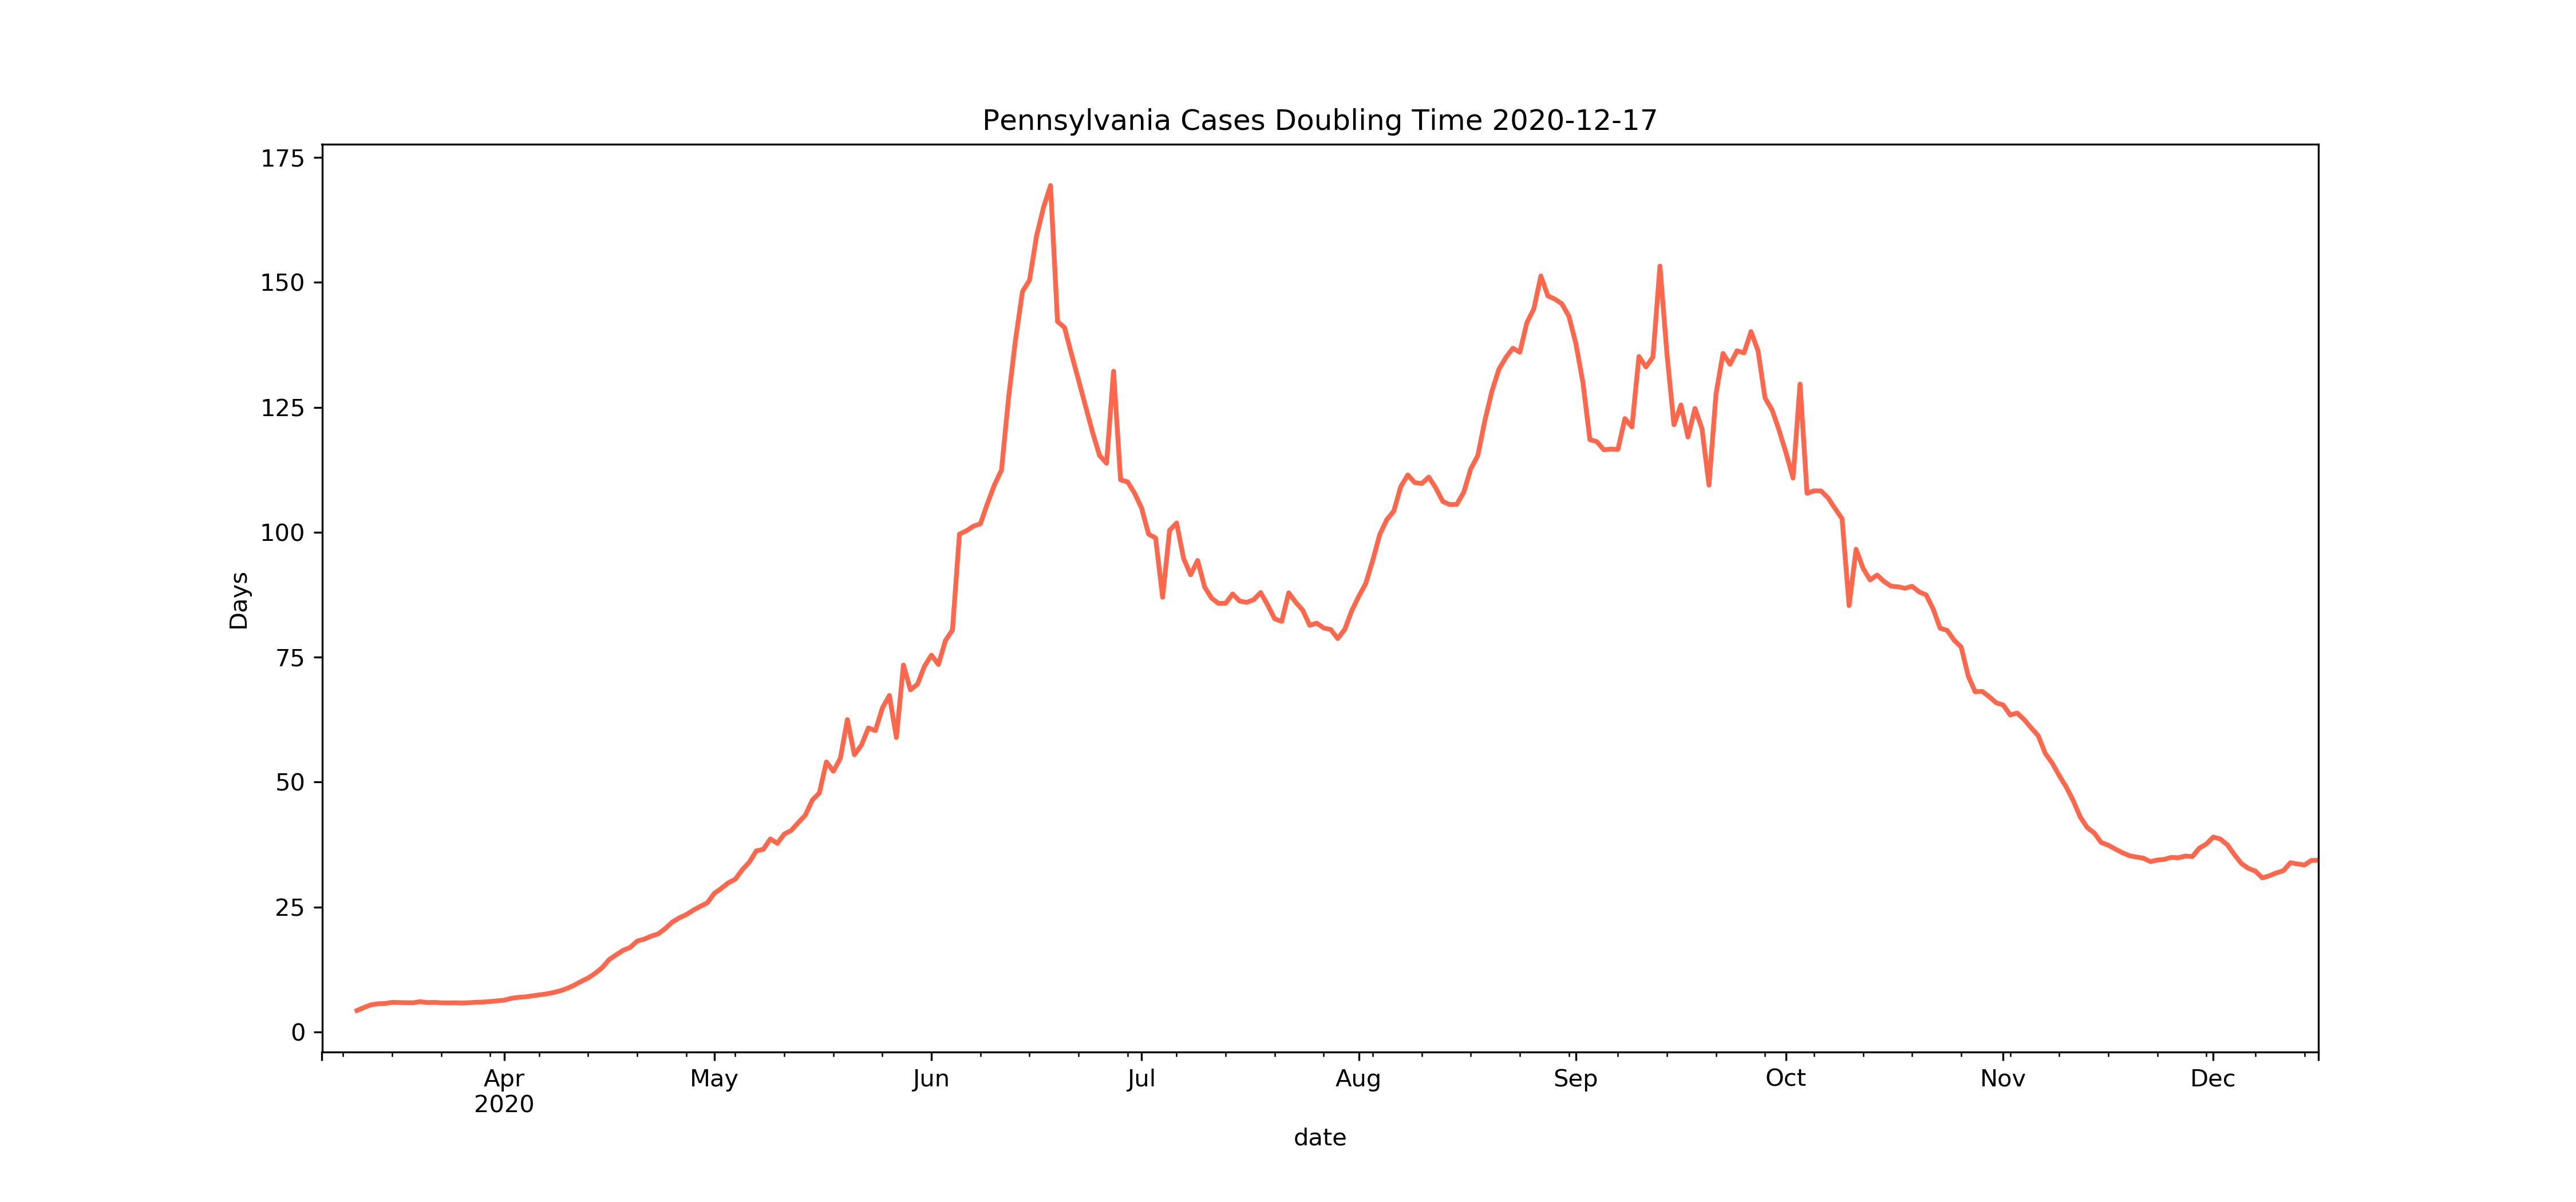 Pennsylvania Cases Doubling Time 2020-12-17
175
150
125
100
75
50
25
0
Days
Apr May Jun Jul Aug Sep Oct Nov Dec
2020
date